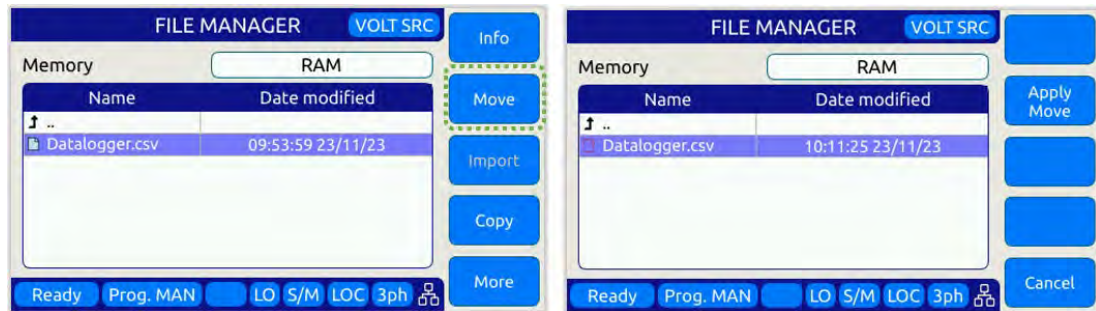 FILE MANAGER VOLT SRC
Memory RAM
Name Date modified
..
Datalogger.csv 09:53:59 23/11/23
Ready Prog. MAN LO S/M LOC 3ph
Info
Move
Import
Copy
More
FILE MANAGER VOLT SRC
Memory RAM
Name Date modified
..
Datalogger.csv 10:11:25 23/11/23
Ready Prog. MAN LO S/M LOC 3ph
Apply
Move
Cancel